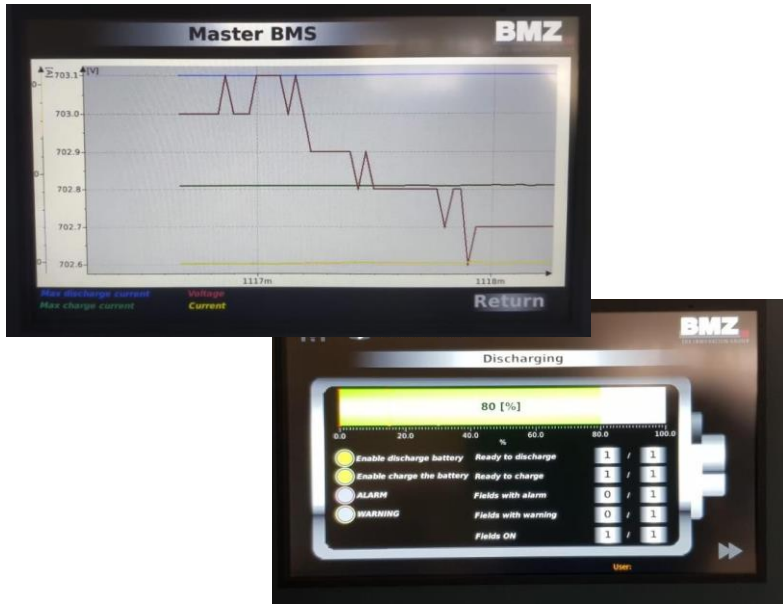 Master BMS
BMZ
[V]
703.1
703.0
702.9
702.8
702.7
702.6
1117m
1118m
Max discharge current Voltage
Max charge current Current
Return
BMZ
Discharging
80 [%]
0.0 20.0 40.0 60.0 80.0 100.0
%
Enable discharge battery Ready to discharge 1 / 1
Enable charge the battery Ready to charge 1 / 1
ALARM Fields with alarm 0 / 1
WARNING Fields with warning 0 / 1
Fields ON 1 / 1
User: